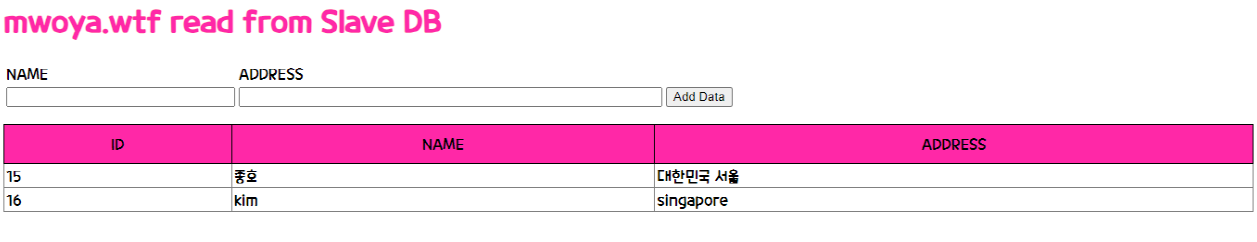 mwoya.wtf read from Slave DB
NAME ADDRESS
Add Data
ID NAME ADDRESS
15 좋호 대한민국 서울
16 kim singapore